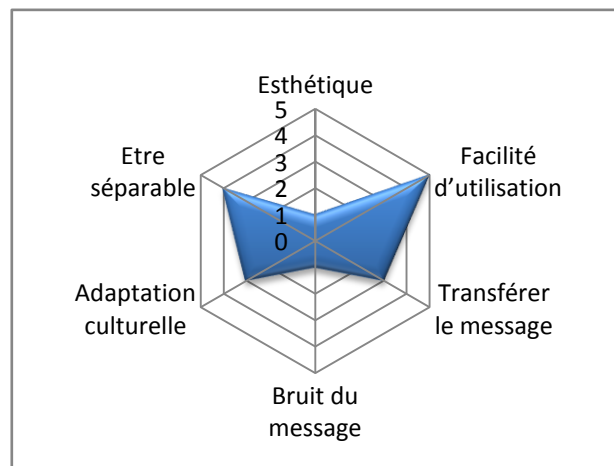 Esthétique
5
4
3
2
1
0
Facilité
d’utilisation
Transférer
le message
Bruit du
message
Adaptation
culturelle
Etre
séparable